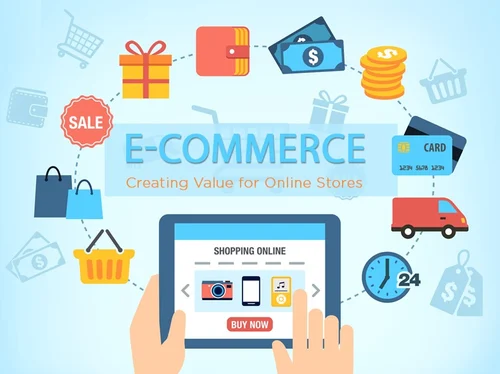 SALE
E-COMMERCE
Creating Value for Online Stores
$
CARD
1234 5678 1234
24
SHOPPING ONLINE
BUY NOW
$
$
$
$